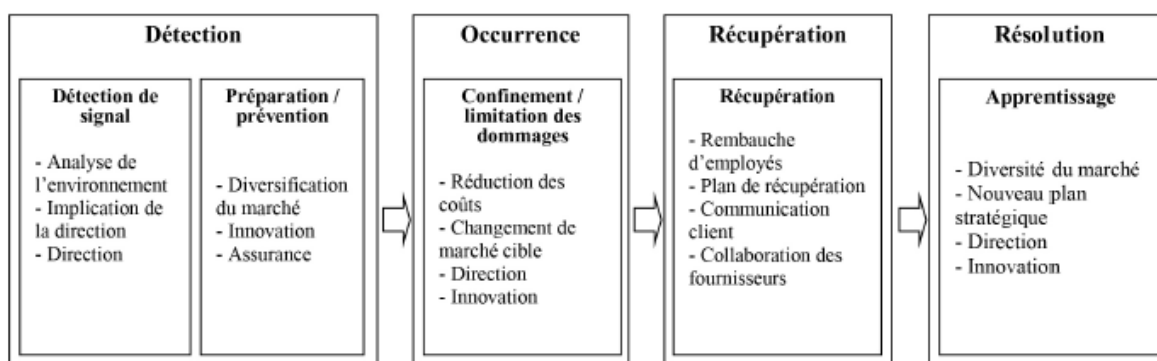 Détection
Détection de
signal
- Analyse de
l'environnement
- Implication de
la direction
- Direction
Préparation /
prévention
- Diversification
du marché
- Innovation
- Assurance
Occurrence
Confinement /
limitation des
dommages
- Réduction des
coûts
- Changement de
marché cible
- Direction
- Innovation
Récupération
Récupération
- Rembauche
d'employés
- Plan de récupération
- Communication
client
- Collaboration des
fournisseurs
Résolution
Apprentissage
- Diversité du marché
- Nouveau plan
stratégique
- Direction
- Innovation